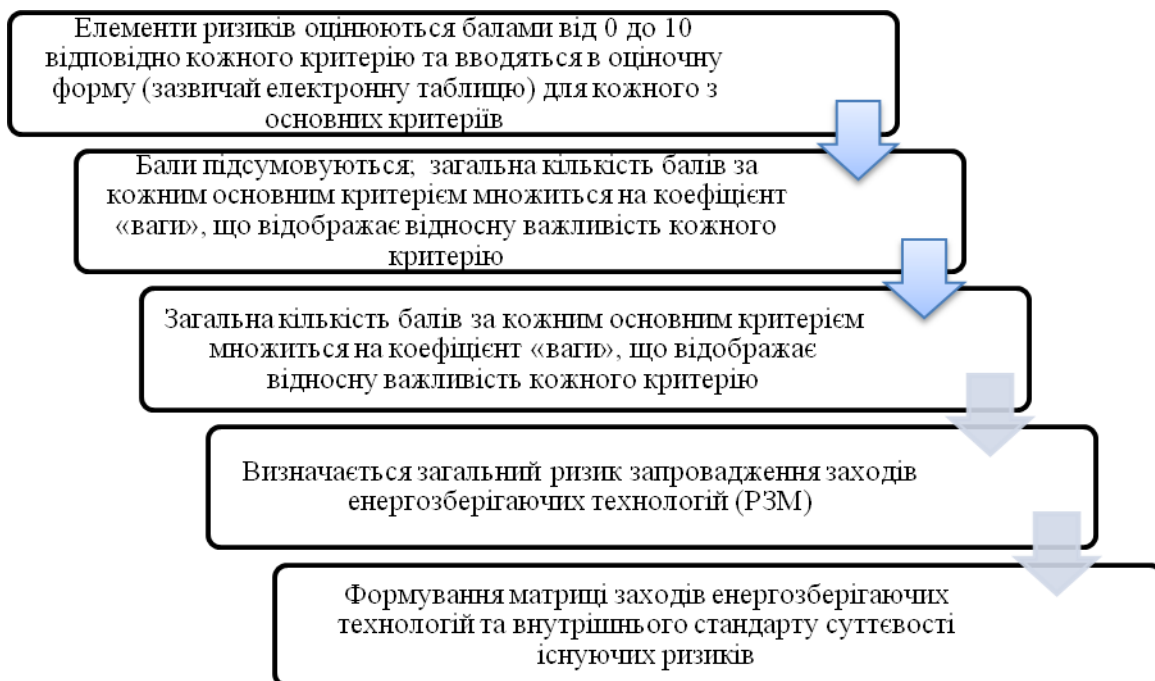 Елементи ризиків оцінюються балами від 0 до 10
відповідно кожного критерію та вводяться в оціночну
форму (зазвичай електронну таблицю) для кожного з
основних критеріїв
Бали підсумовуються; загальна кількість балів за
кожним основним критерієм множиться на коефіцієнт
«ваги», що відображає відносну важливість кожного
критерію
Загальна кількість балів за кожним основним критерієм
множиться на коефіцієнт «ваги», що відображає
відносну важливість кожного критерію
Визначається загальний ризик запровадження заходів
енергозберігаючих технологій (РЗМ)
Формування матриці заходів енергозберігаючих
технологій та внутрішнього стандарту суттєвості
існуючих ризиків